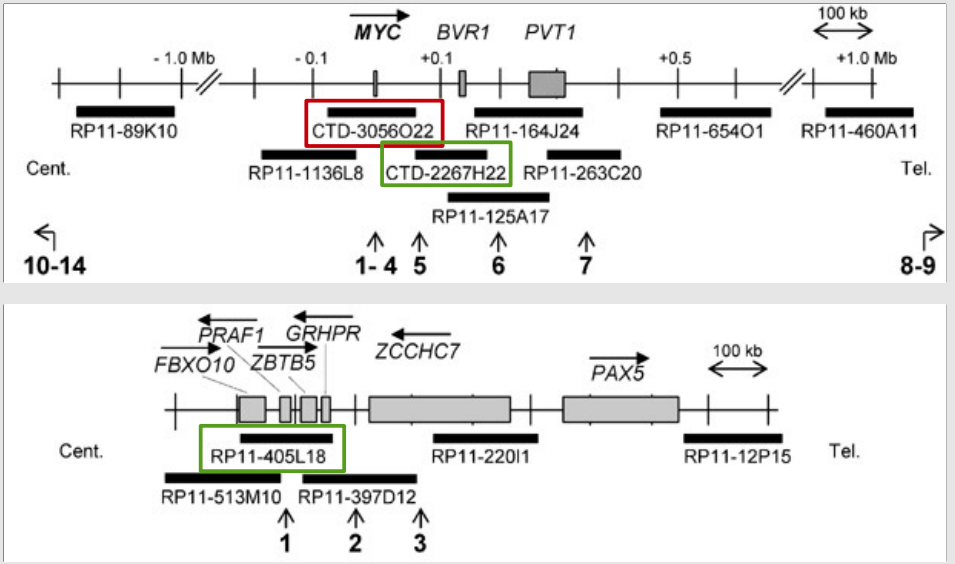 MYC BVR1 PVT1 100 kb
- 1.0 Mb - 0.1 +0.1 +0.5 +1.0 Mb
RP11-89K10 CTD-3056O22 RP11-164J24 RP11-654O1 RP11-460A11
Cent. RP11-1136L8 CTD-2267H22 RP11-263C20 Tel.
RP11-125A17
10-14 1- 4 5 6 7 8-9
PRAF1 GRHPR
FBXO10 ZBTB5 ZCCHC7 PAX5 100 kb
Cent. RP11-405L18 RP11-220I1 RP11-12P15 Tel.
RP11-513M10 RP11-397D12
1 2 3